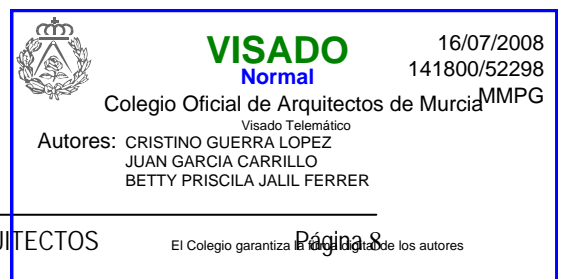 VISADO
16/07/2008
Normal
141800/52298
Colegio Oficial de Arquitectos de Murcia
MMPG
Visado Telemático
Autores: CRISTINO GUERRA LOPEZ
JUAN GARCIA CARRILLO
BETTY PRISCILA JALIL FERRER
ITECTOS
El Colegio garantiza la firma digital de los autores
Página 8